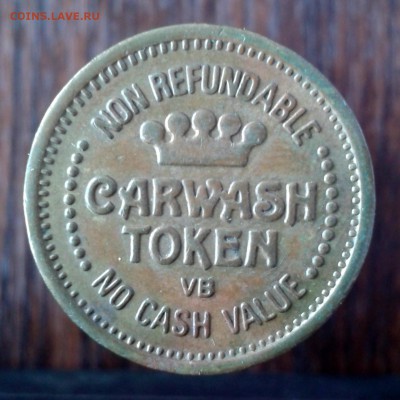 COINS.LAVE.RU
NON REFUNDABLE
CARWASH
TOKEN
VB
NO CASH VALUE